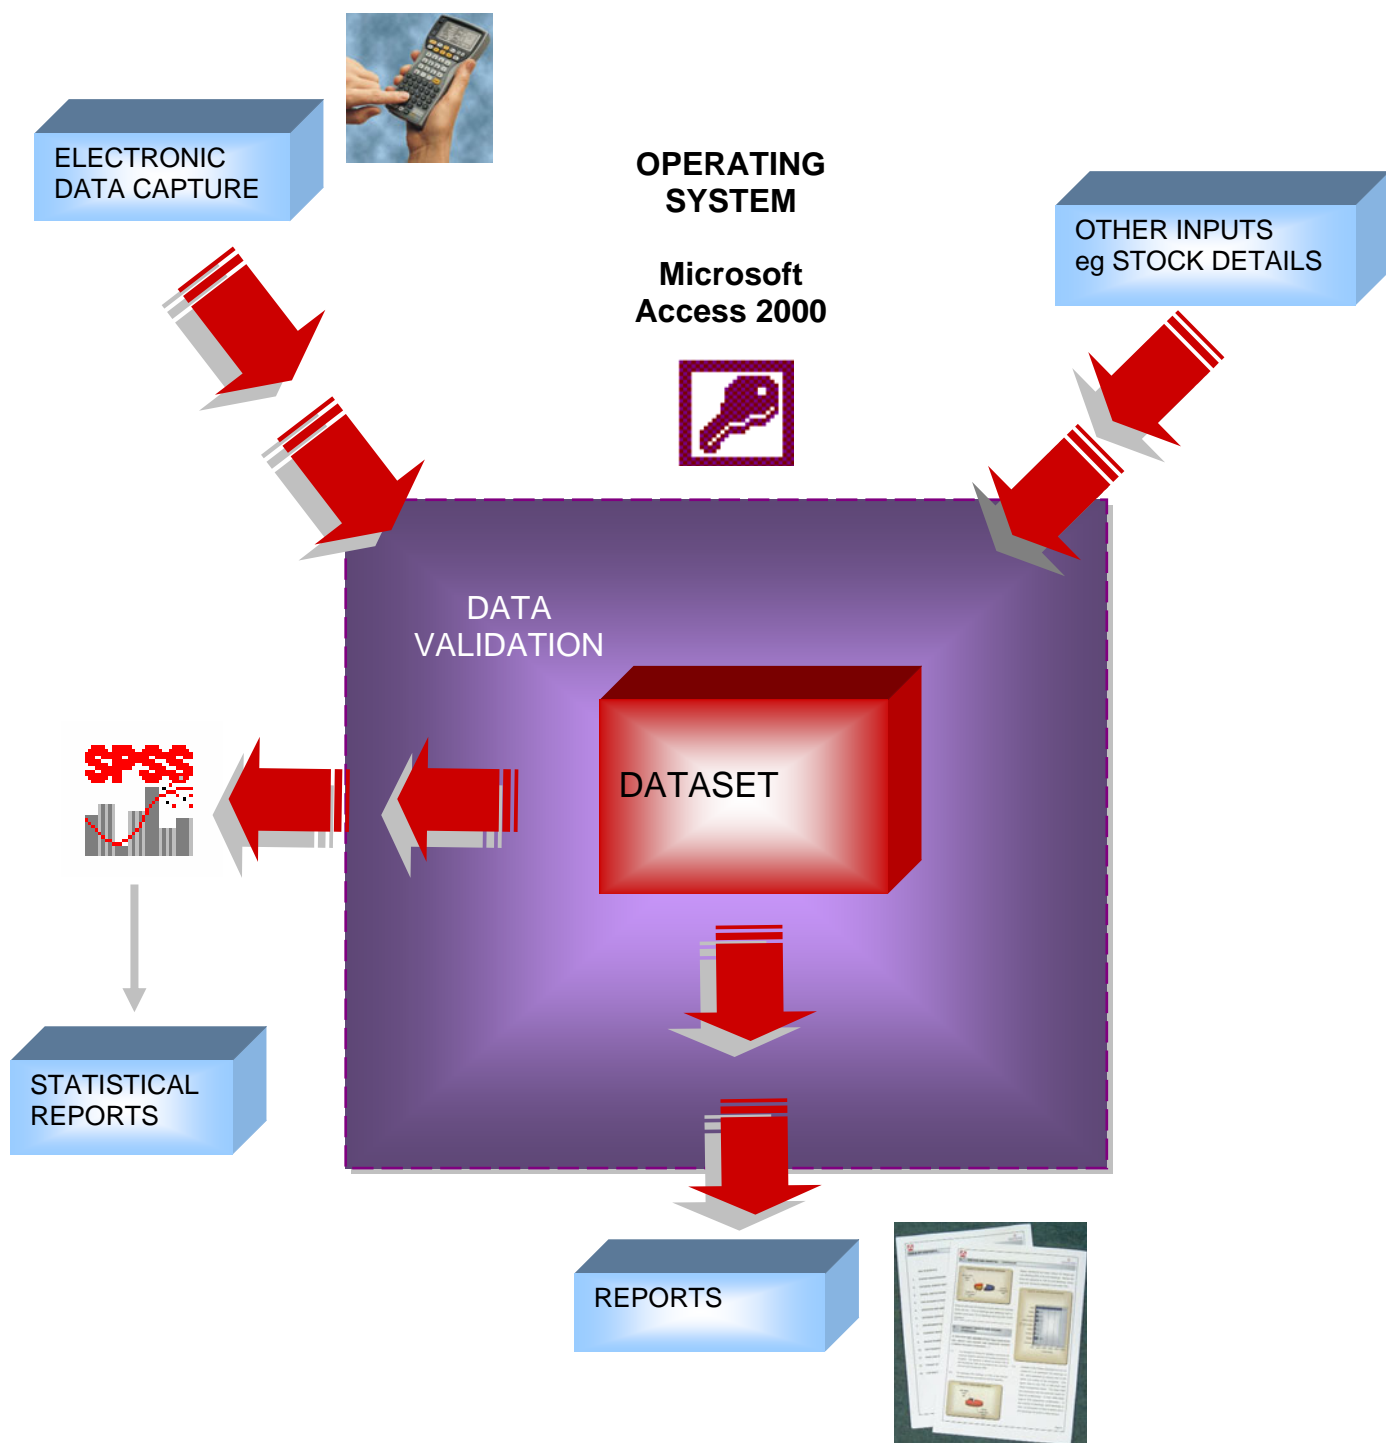 ELECTRONIC
DATA CAPTURE
OPERATING
SYSTEM
Microsoft
Access 2000
OTHER INPUTS
eg STOCK DETAILS
DATA
VALIDATION
DATASET
SPSS
STATISTICAL
REPORTS
REPORTS